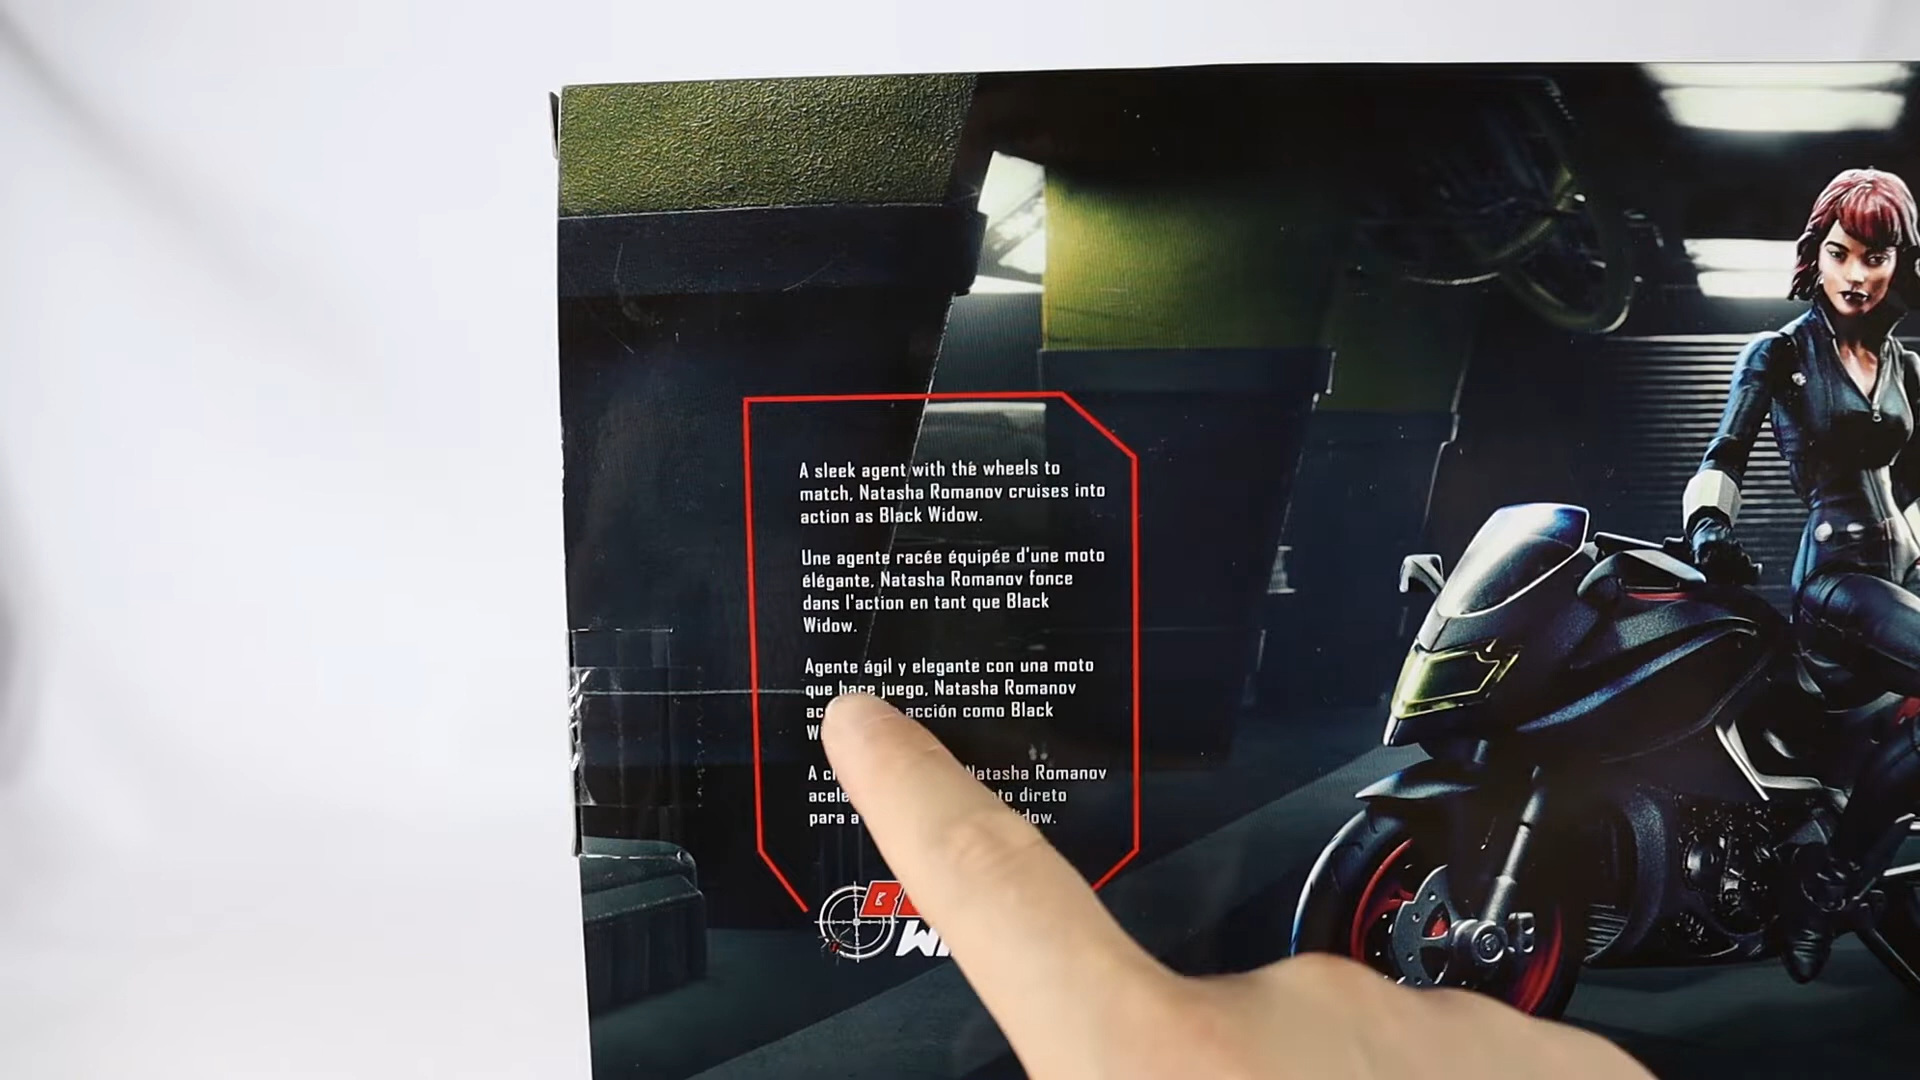 A sleek agent with the wheels to
match, Natasha Romanov cruises into
action as Black Widow.
Une agente racée équipée d'une moto
élégante, Natasha Romanov fonce
dans l'action en tant que Black
Widow.
Agente ágil y elegante con una moto
que hace juego, Natasha Romanov
acción como Black
A Natasha Romanov
direto
para a